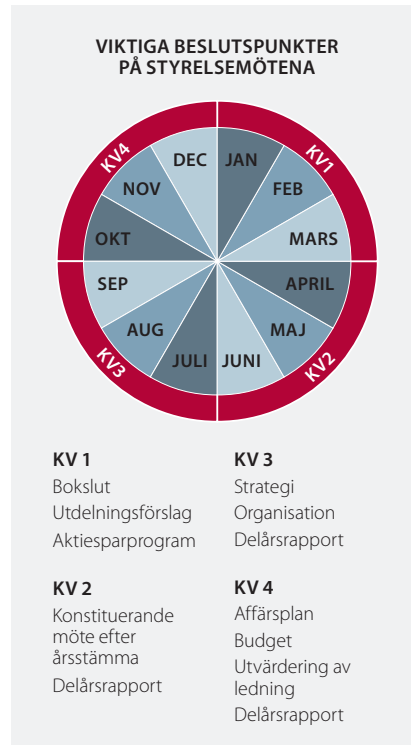 VIKTIGA BESLUTSPUNKTER
PÅ STYRELSEMÖTENA
KV4
KV1
DEC
JAN
NOV
FEB
OKT
MARS
SEP
APRIL
AUG
MAJ
JULI
JUNI
KV3
KV2
KV 1
Bokslut
Utdelningsförslag
Aktiesparprogram
KV 2
Konstituerande
möte efter
årsstämma
Delårsrapport
KV 3
Strategi
Organisation
Delårsrapport
KV 4
Affärsplan
Budget
Utvärdering av
ledning
Delårsrapport